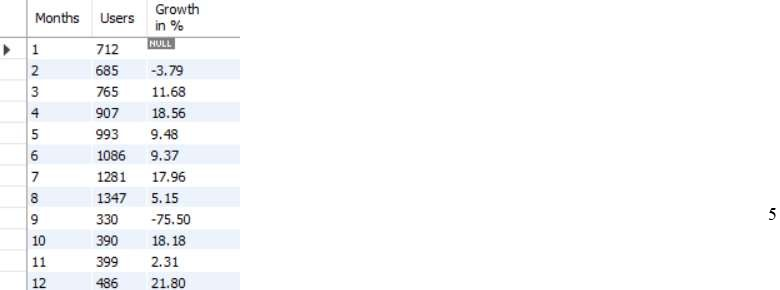 Months Users Growth in %
1 712 NULL
2 685 -3.79
3 765 11.68
4 907 18.56
5 993 9.48
6 1086 9.37
7 1281 17.96
8 1347 5.15
9 330 -75.50
5
10 390 18.18
11 399 2.31
12 486 21.80